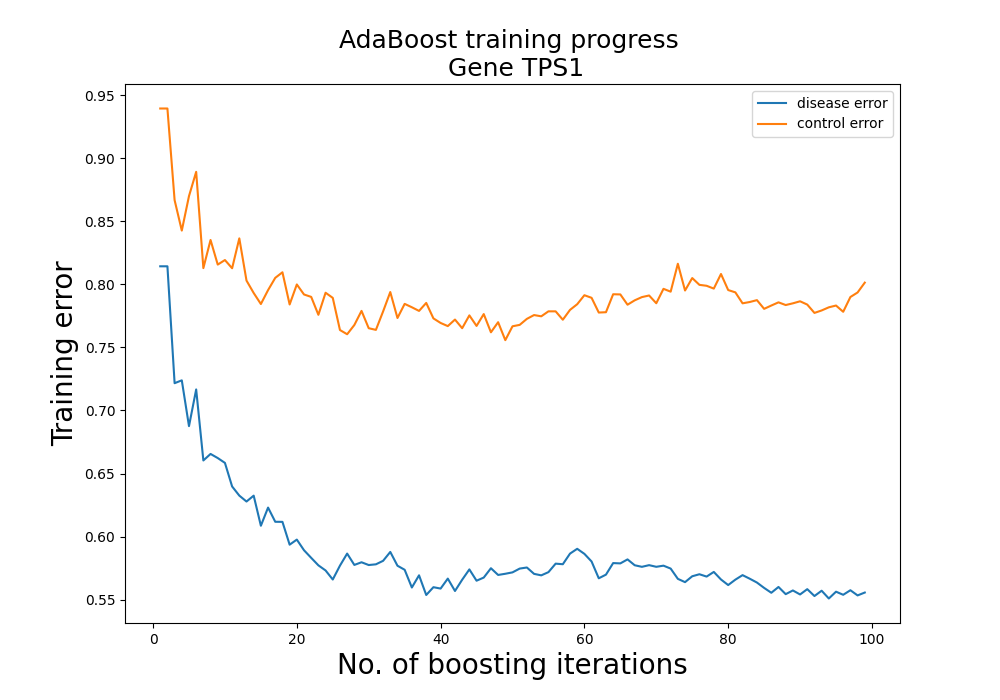 AdaBoost training progress
Gene TPS1
disease error
control error
Training error
0.95
0.90
0.85
0.80
0.75
0.70
0.65
0.60
0.55
0 20 40 60 80 100
No. of boosting iterations